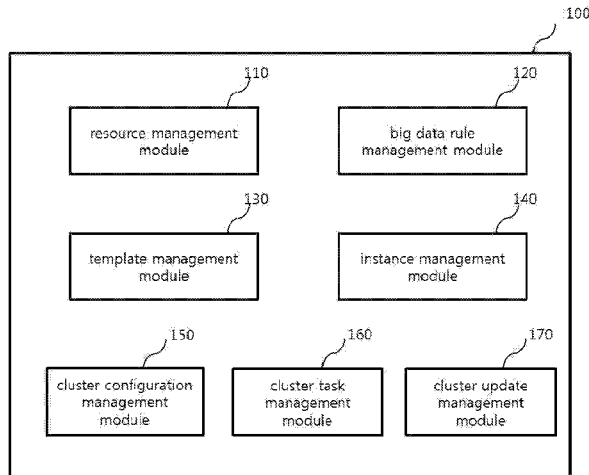 100
110
120
resource management
module
big data rule
management module
130
140
template management
module
instance management
module
150
160
170
cluster configuration
management
module
cluster task
management
module
cluster update
management
module